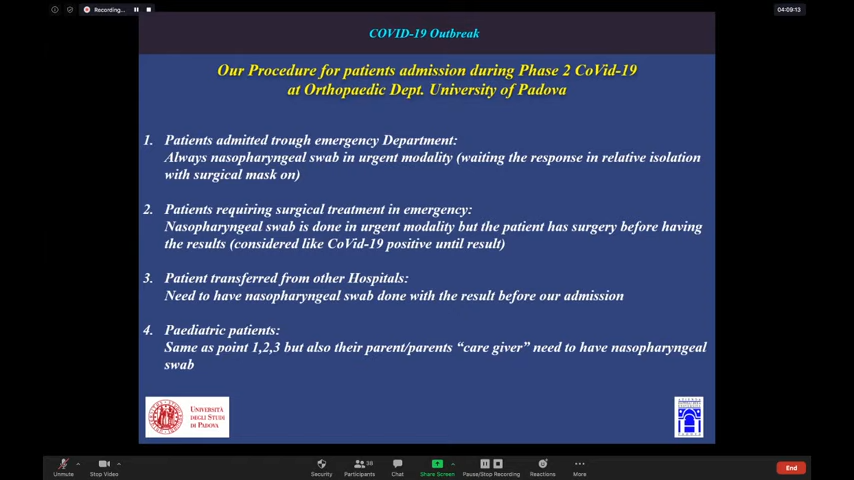 Recording...
04:09:13
COVID-19 Outbreak
Our Procedure for patients admission during Phase 2 CoVid-19
at Orthopaedic Dept. University of Padova
1. Patients admitted trough emergency Department:
Always nasopharyngeal swab in urgent modality (waiting the response in relative isolation
with surgical mask on)
2. Patients requiring surgical treatment in emergency:
Nasopharyngeal swab is done in urgent modality but the patient has surgery before having
the results (considered like CoVid-19 positive until result)
3. Patient transferred from other Hospitals:
Need to have nasopharyngeal swab done with the result before our admission
4. Paediatric patients:
Same as point 1,2,3 but also their parent/parents “care giver” need to have nasopharyngeal
swab
UNIVERSITÀ
DEGLI STUDI
DI PADOVA
Unmute
Stop Video
Security
Participants
38
Chat
Share Screen
Pause/Stop Recording
Reactions
More
End